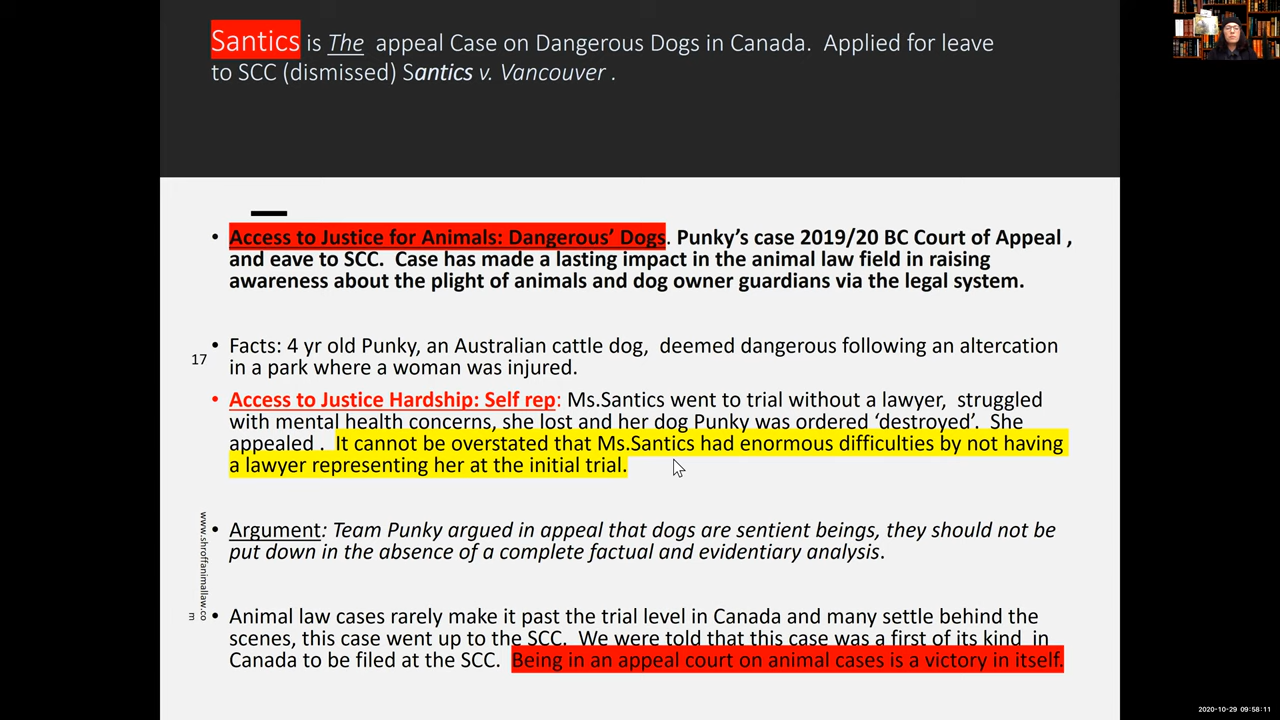 Santics is The appeal Case on Dangerous Dogs in Canada. Applied for leave
to SCC (dismissed) Santics v. Vancouver .
• Access to Justice for Animals: Dangerous’ Dogs. Punky’s case 2019/20 BC Court of Appeal ,
and eave to SCC. Case has made a lasting impact in the animal law field in raising
awareness about the plight of animals and dog owner guardians via the legal system.
• Facts: 4 yr old Punky, an Australian cattle dog, deemed dangerous following an altercation
in a park where a woman was injured.
17
• Access to Justice Hardship: Self rep: Ms.Santics went to trial without a lawyer, struggled
with mental health concerns, she lost and her dog Punky was ordered ‘destroyed’. She
appealed . It cannot be overstated that Ms.Santics had enormous difficulties by not having
a lawyer representing her at the initial trial.
• Argument: Team Punky argued in appeal that dogs are sentient beings, they should not be
put down in the absence of a complete factual and evidentiary analysis.
• Animal law cases rarely make it past the trial level in Canada and many settle behind the
scenes, this case went up to the SCC. We were told that this case was a first of its kind in
Canada to be filed at the SCC. Being in an appeal court on animal cases is a victory in itself.
www.shroffanimallaw.co
m
2020-10-29 09:58:11